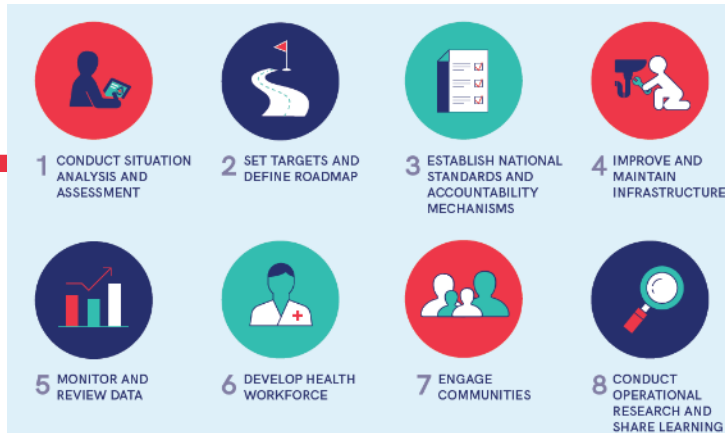 1 CONDUCT SITUATION
ANALYSIS AND
ASSESSMENT
2 SET TARGETS AND
DEFINE ROADMAP
3 ESTABLISH NATIONAL
STANDARDS AND
ACCOUNTABILITY
MECHANISMS
4 IMPROVE AND
MAINTAIN
INFRASTRUCTURE
5 MONITOR AND
REVIEW DATA
6 DEVELOP HEALTH
WORKFORCE
7 ENGAGE
COMMUNITIES
8 CONDUCT
OPERATIONAL
RESEARCH AND
SHARE LEARNING